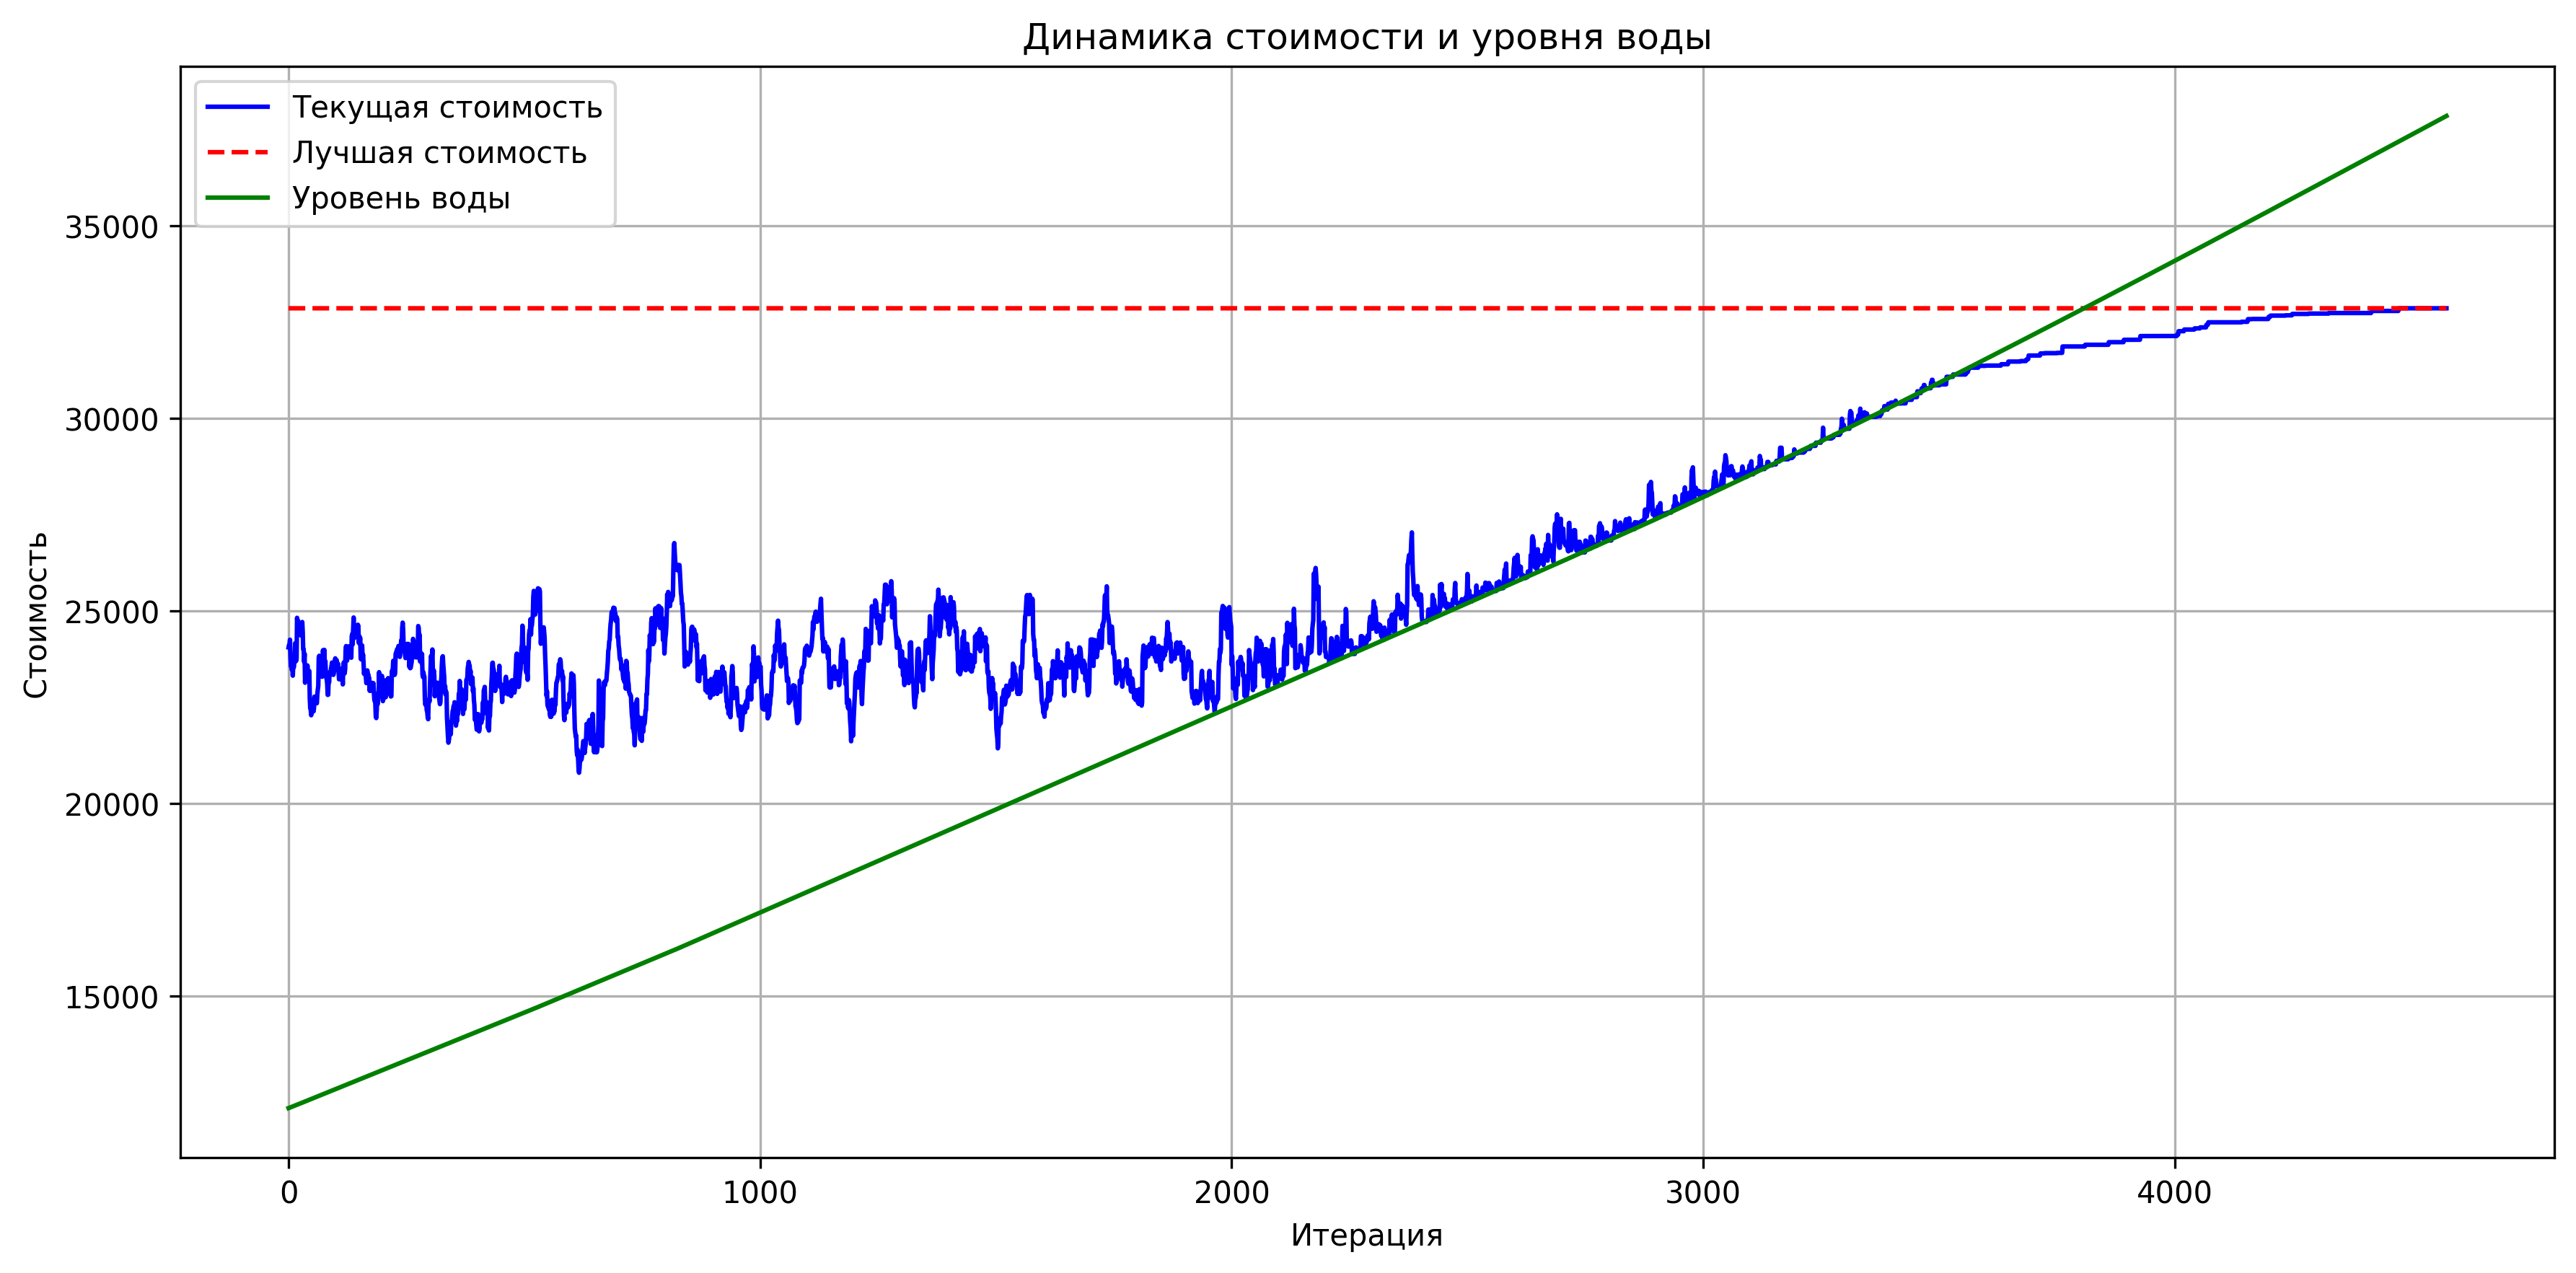 Динамика стоимости и уровня воды
Текущая стоимость
Лучшая стоимость
Уровень воды
Стоимость
35000
30000
25000
20000
15000
0 1000 2000 3000 4000
Итерация